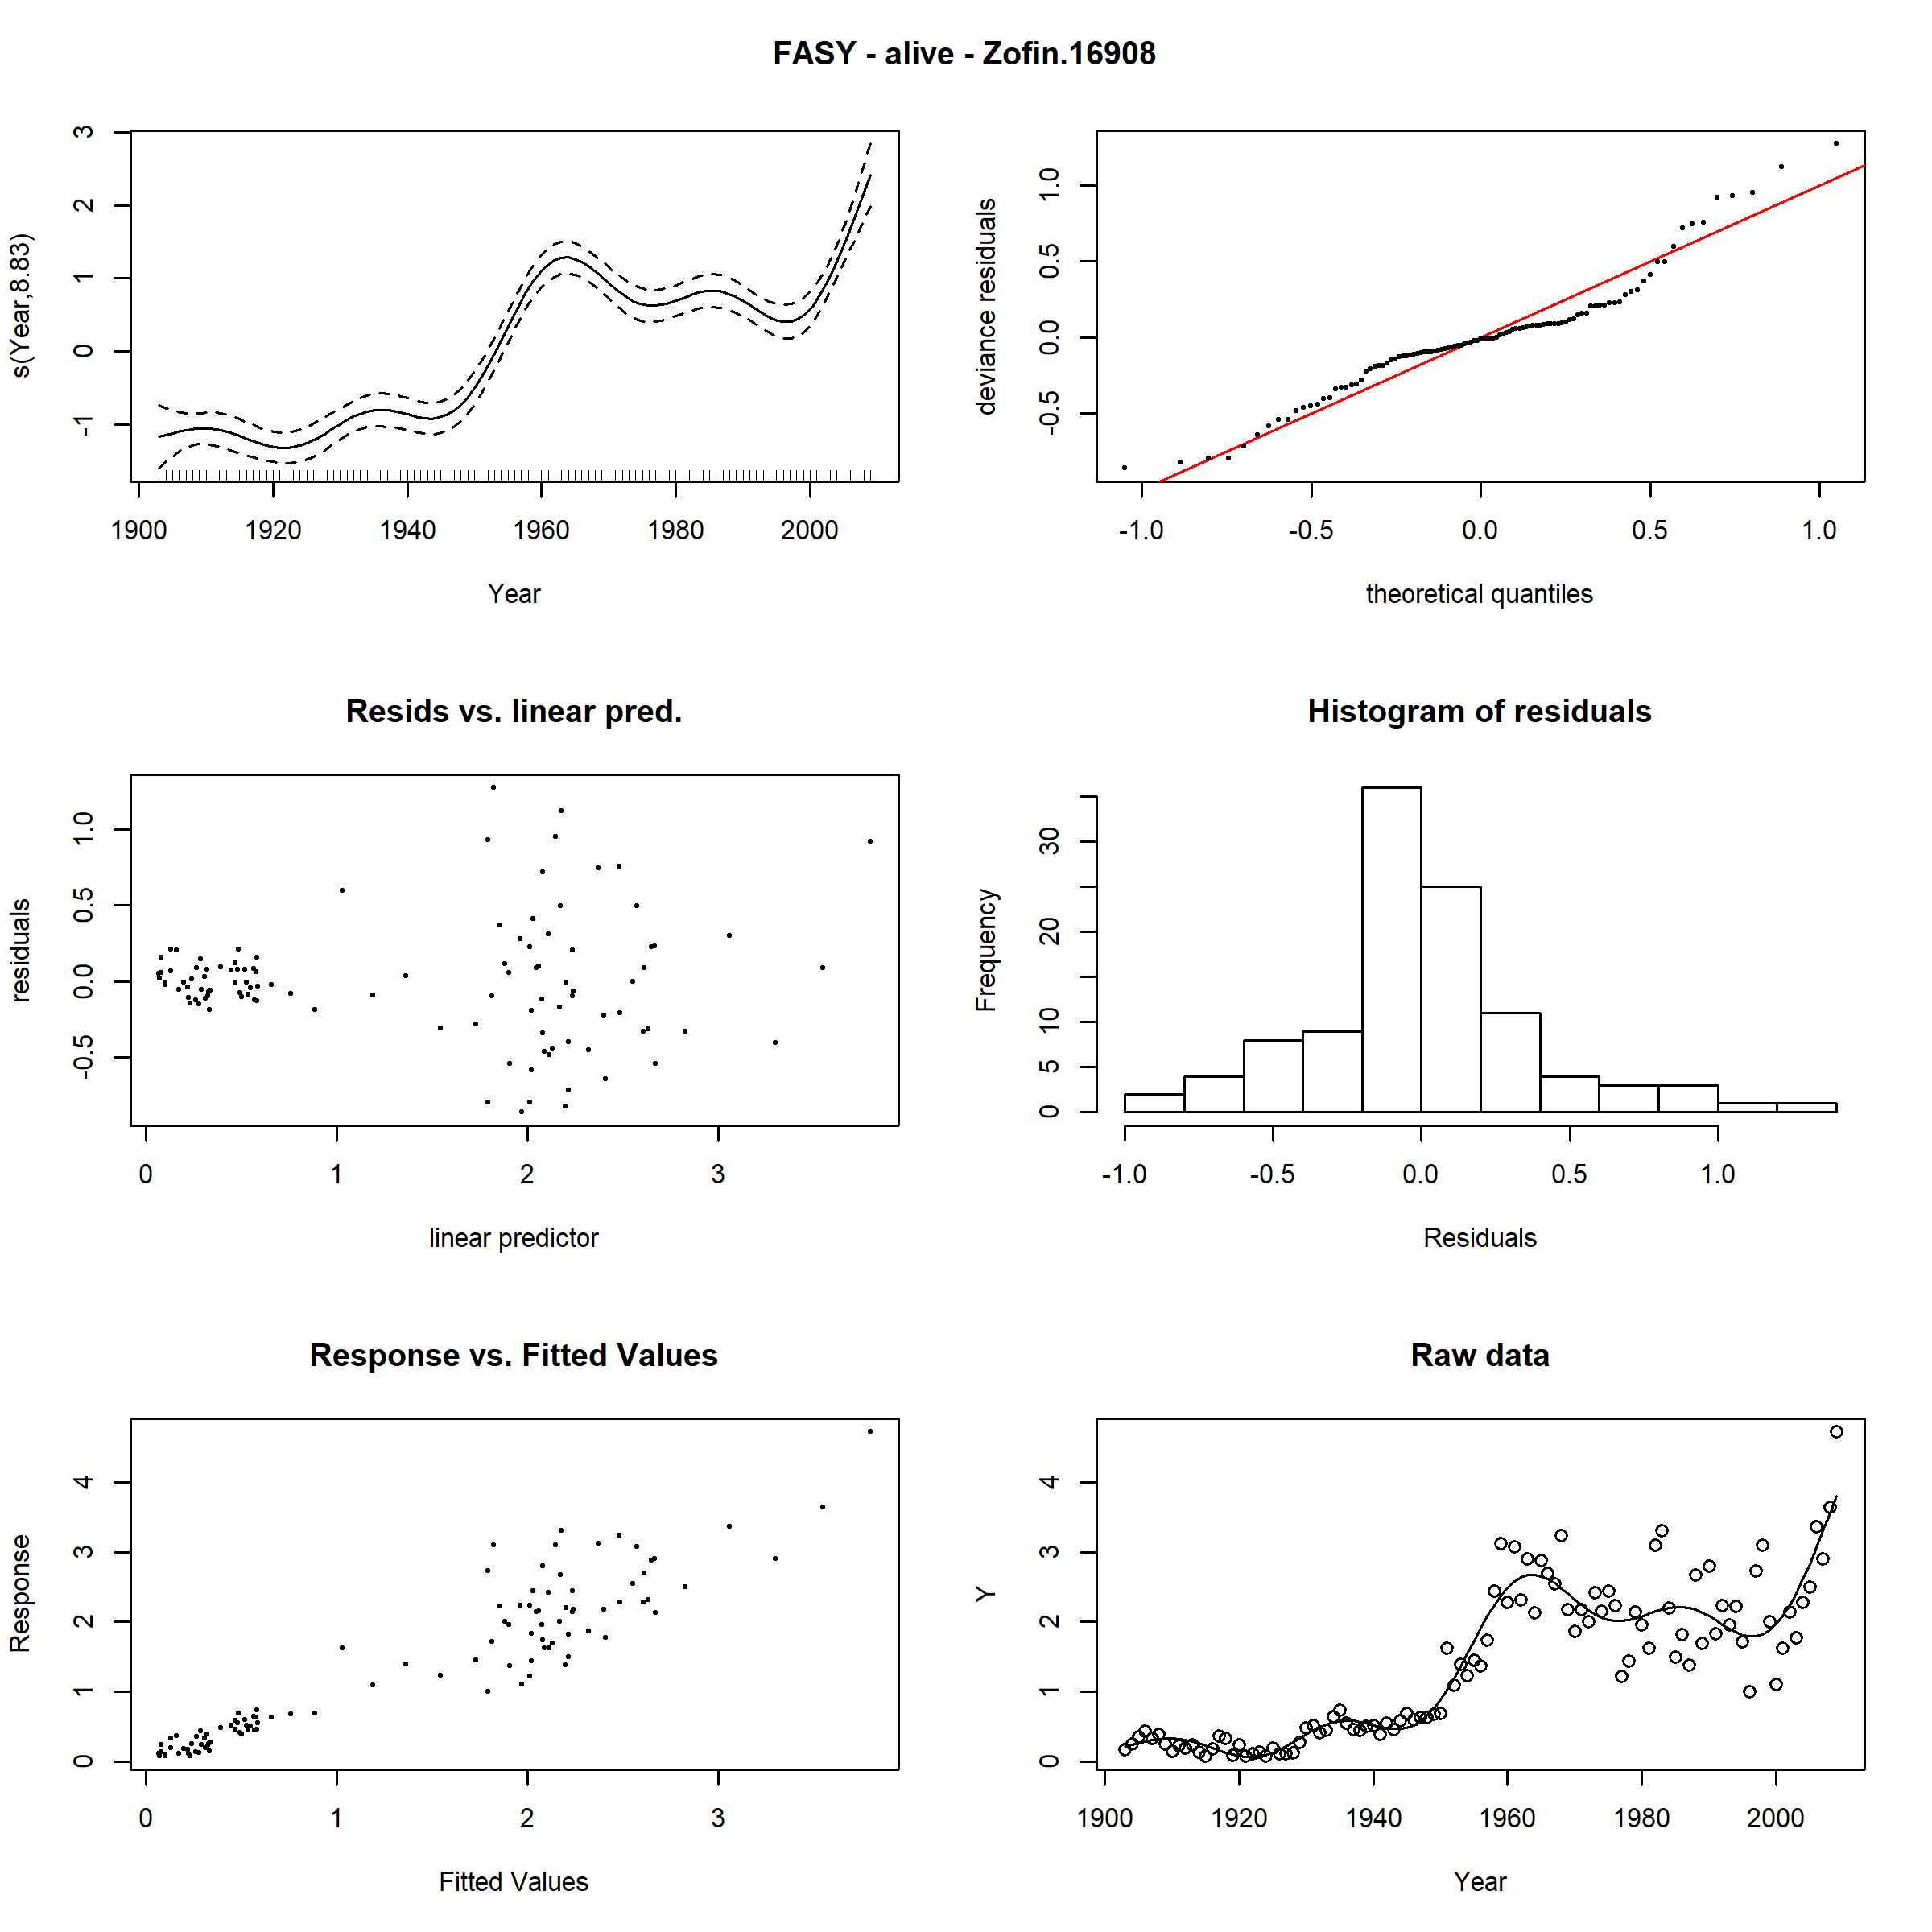 FASY - alive - Zofin.16908
s(Year,8.83)
-1 0 1 2 3
1900 1920 1940 1960 1980 2000
Year
deviance residuals
-0.5 0.0 0.5 1.0
-1.0 -0.5 0.0 0.5 1.0
theoretical quantiles
Resids vs. linear pred.
residuals
-0.5 0.0 0.5 1.0
0 1 2 3
linear predictor
Histogram of residuals
Frequency
0 5 10 20 30
-1.0 -0.5 0.0 0.5 1.0
Residuals
Response vs. Fitted Values
Response
0 1 2 3 4
0 1 2 3
Fitted Values
Raw data
Y
0 1 2 3 4
1900 1920 1940 1960 1980 2000
Year